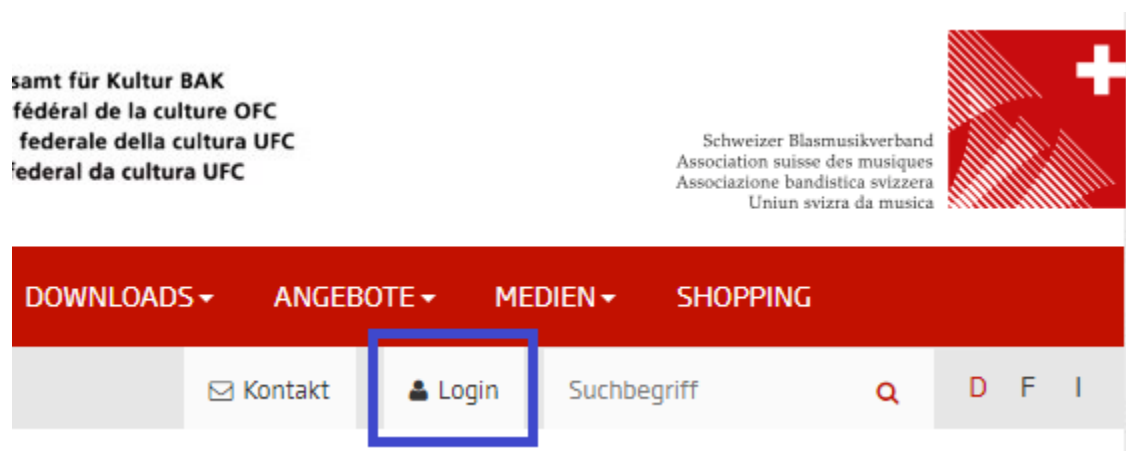 samt für Kultur BAK
fédéral de la culture OFC
federale della cultura UFC
federal da cultura UFC
Schweizer Blasmusikverband
Association suisse des musiques
Associazione bandistica svizzera
Uniun svizra da musica
DOWNLOADS ANGEBOTE MEDIEN SHOPPING
Kontakt Login Suchbegriff D F I